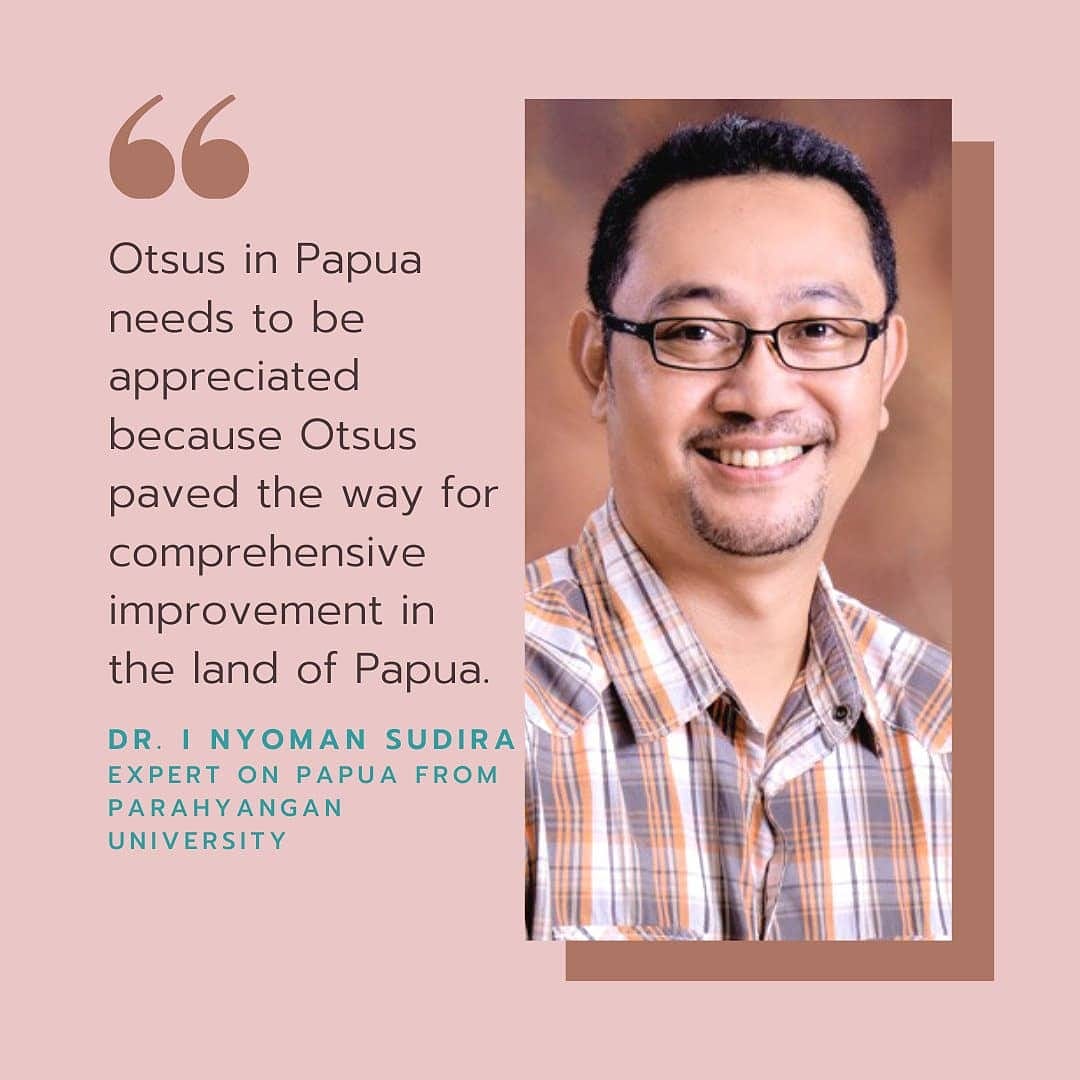 Otsus in Papua
needs to be
appreciated
because Otsus
paved the way for
comprehensive
improvement in
the land of Papua.
DR. I NYOMAN SUDIRA
EXPERT ON PAPUA FROM
PARAHYANGAN
UNIVERSITY